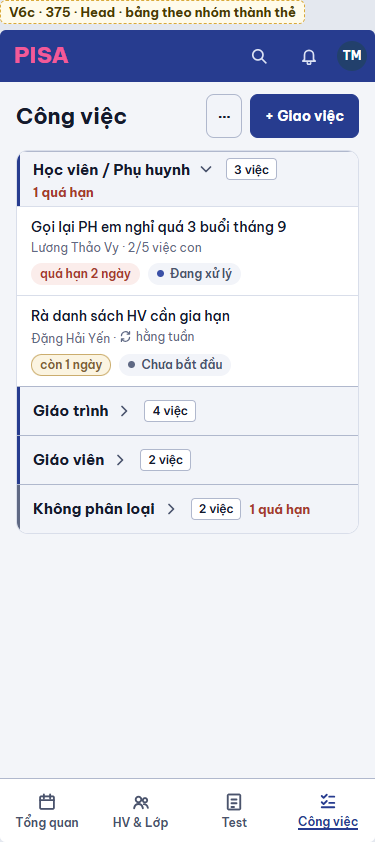 V6c · 375 · Head · bảng theo nhóm thành thẻ
PISA
TM
Công việc
... + Giao việc
Học viên / Phụ huynh 3 việc
1 quá hạn
Gọi lại PH em nghỉ quá 3 buổi tháng 9
Lương Thảo Vy · 2/5 việc con
quá hạn 2 ngày Đang xử lý
Rà danh sách HV cần gia hạn
Đặng Hải Yến · hằng tuần
còn 1 ngày Chưa bắt đầu
Giáo trình 4 việc
Giáo viên 2 việc
Không phân loại 2 việc 1 quá hạn
Tổng quan HV & Lớp Test Công việc